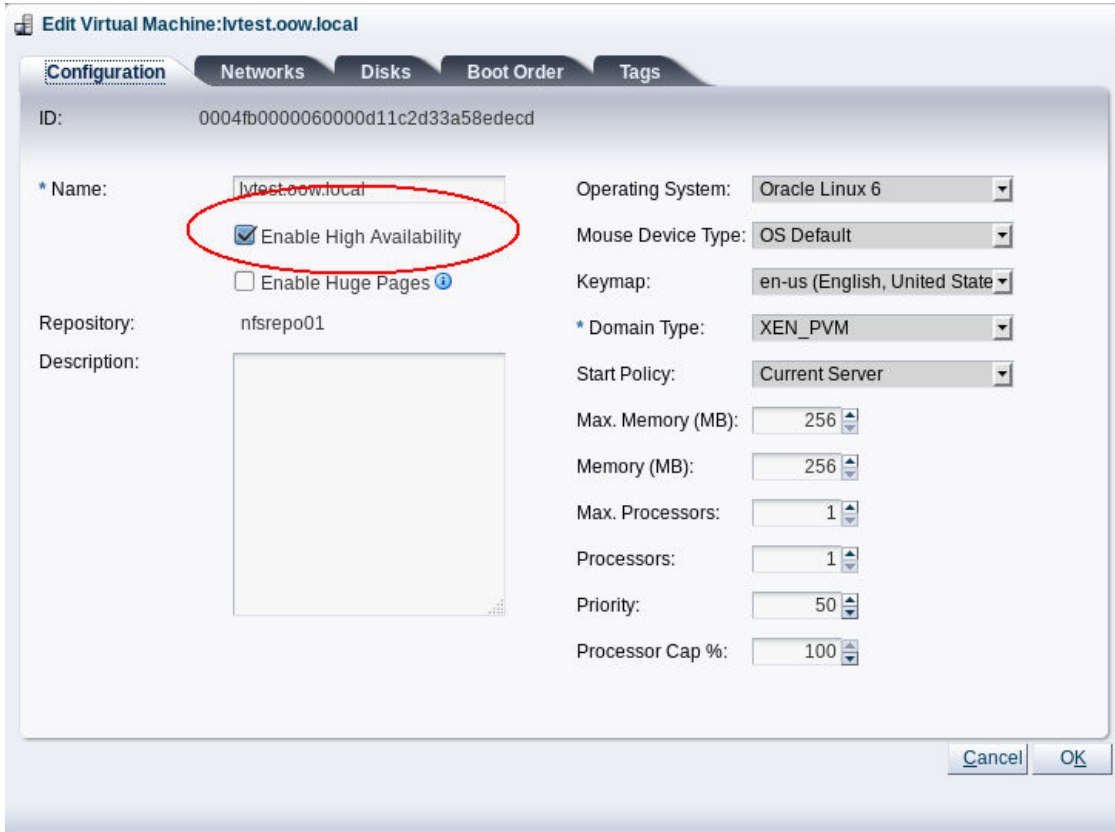 Edit Virtual Machine:lvtest.oow.local
Configuration Networks Disks Boot Order Tags
ID: 0004fb0000060000d11c2d33a58edecd
* Name: lvtest.oow.local
Enable High Availability
Enable Huge Pages
Repository: nfsrepo01
Description:
Operating System: Oracle Linux 6
Mouse Device Type: OS Default
Keymap: en-us (English, United State
* Domain Type: XEN_PVM
Start Policy: Current Server
Max. Memory (MB): 256
Memory (MB): 256
Max. Processors: 1
Processors: 1
Priority: 50
Processor Cap %: 100
Cancel OK